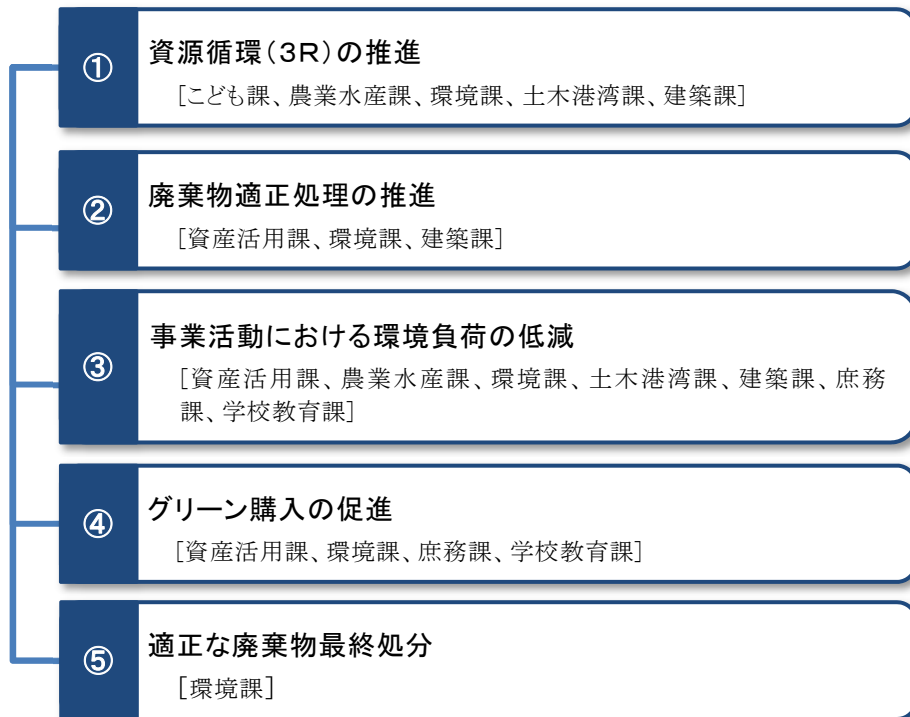 ①
資源循環（3R）の推進
［こども課、農業水産課、環境課、土木港湾課、建築課］
②
廃棄物適正処理の推進
［資産活用課、環境課、建築課］
③
事業活動における環境負荷の低減
［資産活用課、農業水産課、環境課、土木港湾課、建築課、庶務
課、学校教育課］
④
グリーン購入の促進
［資産活用課、環境課、庶務課、学校教育課］
⑤
適正な廃棄物最終処分
［環境課］